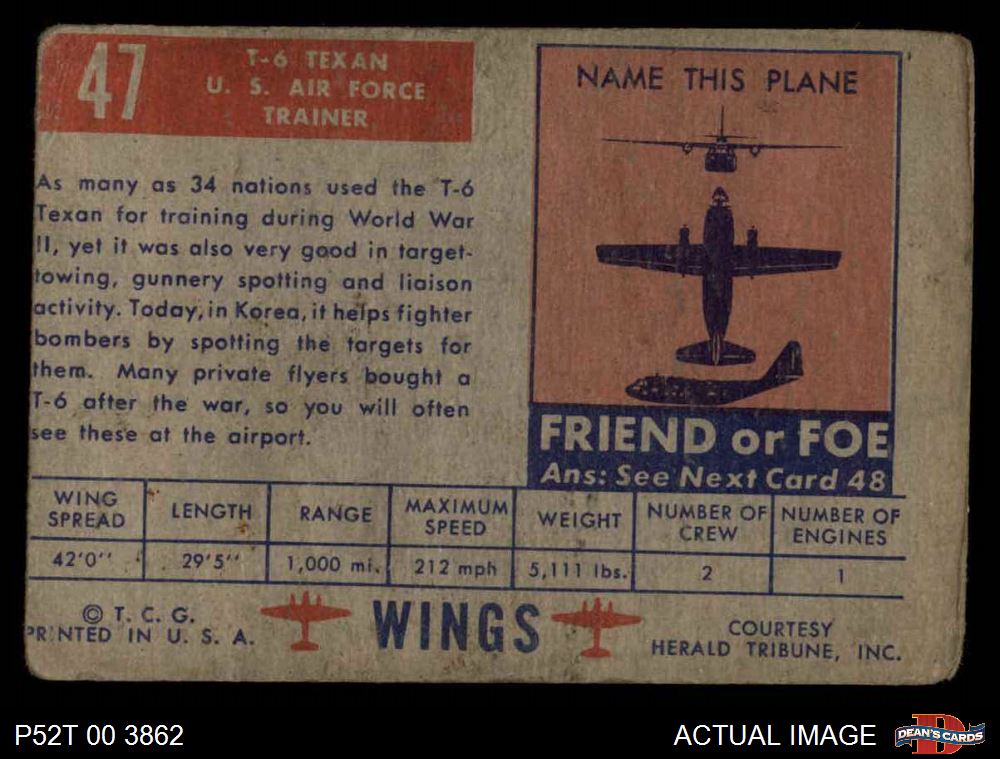 47
T-6 TEXAN
U. S. AIR FORCE
TRAINER
As many as 34 nations used the T-6
Texan for training during World War
II, yet it was also very good in target-
towing, gunnery spotting and liaison
activity. Today, in Korea, it helps fighter
bombers by spotting the targets for
them. Many private flyers bought a
T-6 after the war, so you will often
see these at the airport.
NAME THIS PLANE
FRIEND or FOE
Ans: See Next Card 48
WING SPREAD LENGTH RANGE MAXIMUM SPEED WEIGHT NUMBER OF CREW NUMBER OF ENGINES
42'0'' 29'5'' 1,000 mi. 212 mph 5,111 lbs. 2 1
© T. C. G.
PRINTED IN U. S. A.
WINGS
COURTESY
HERALD TRIBUNE, INC.
P52T 00 3862
ACTUAL IMAGE
D
DEAN'S CARDS